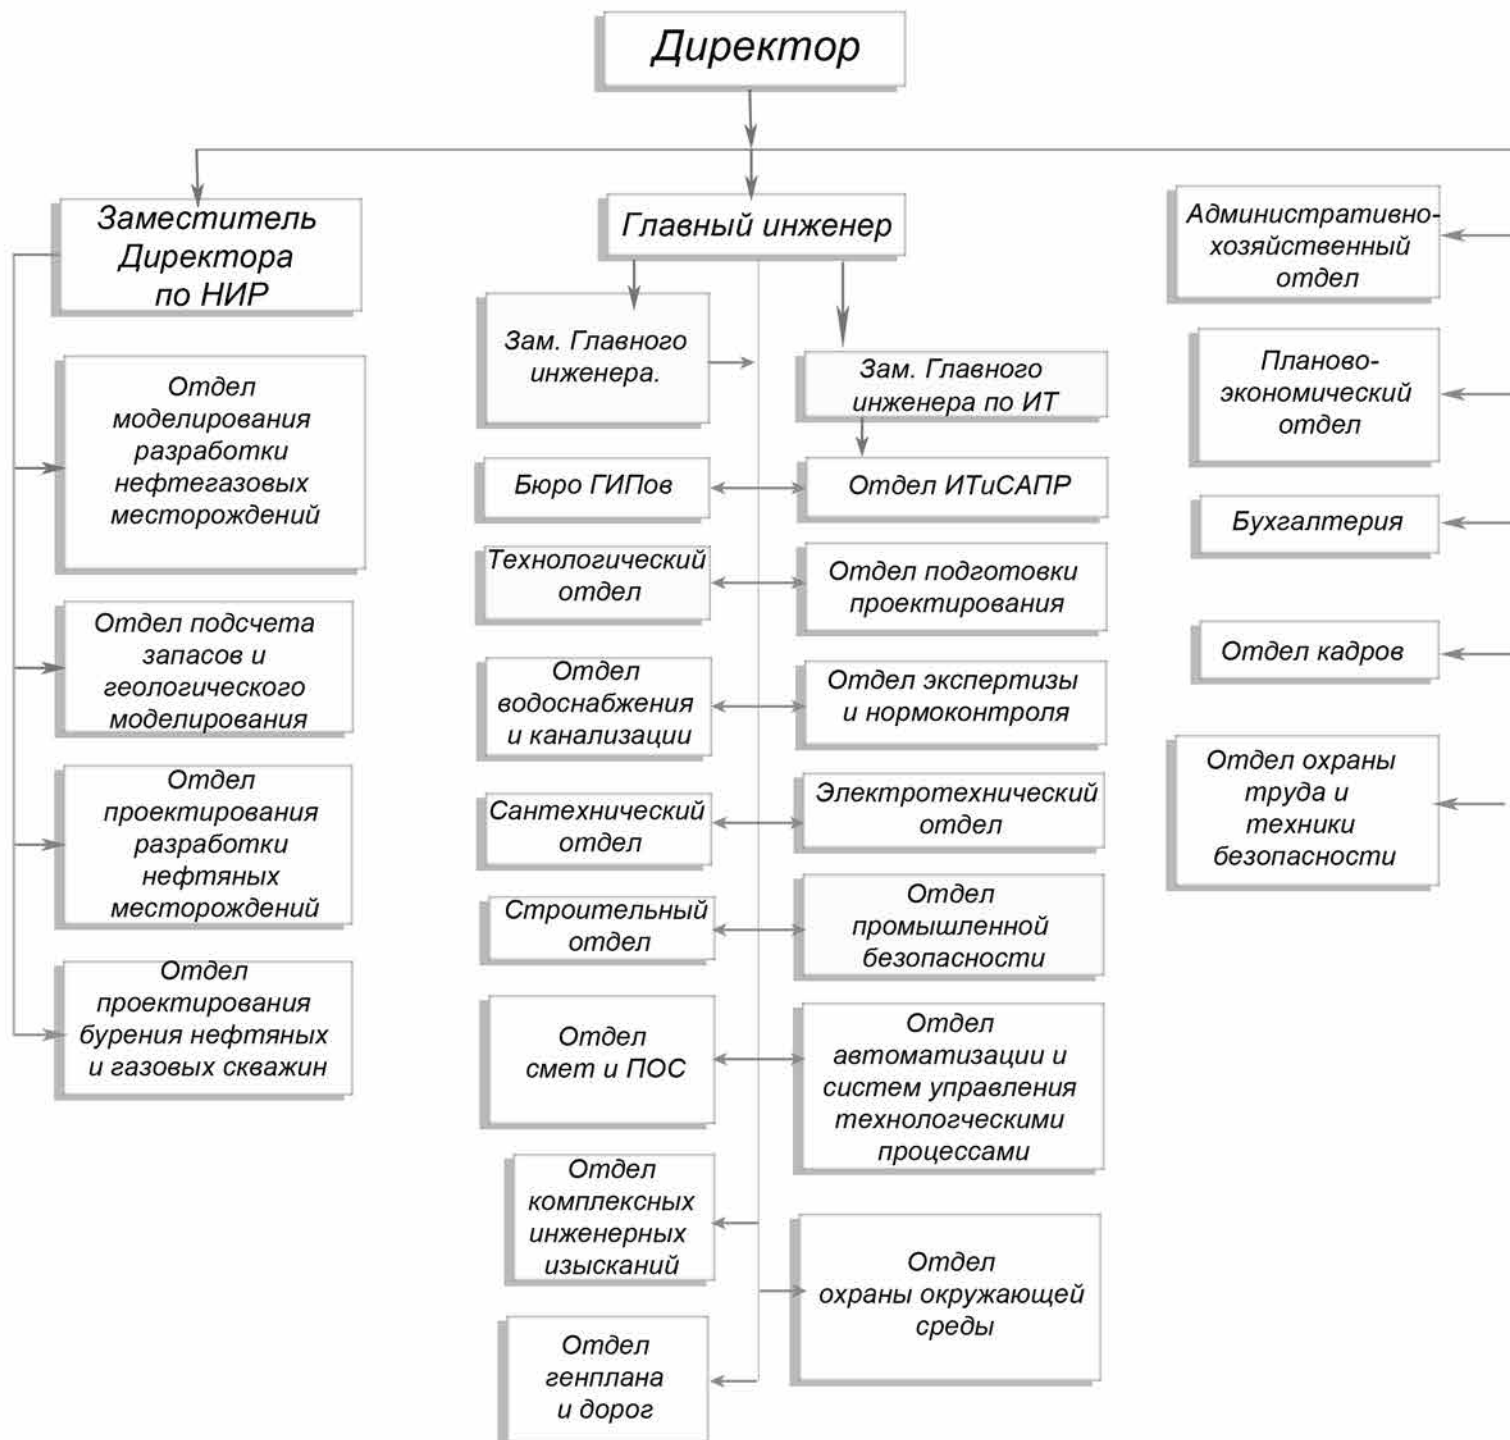 Директор
Заместитель
Директора
по НИР
Отдел
моделирования
разработки
нефтегазовых
месторождений
Отдел подсчета
запасов и
геологического
моделирования
Отдел
проектирования
разработки
нефтяных
месторождений
Отдел
проектирования
бурения нефтяных
и газовых скважин
Главный инженер
Зам. Главного
инженера.
Зам. Главного
инженера по ИТ
Бюро ГИПов
Отдел ИТиСАПР
Технологический
отдел
Отдел подготовки
проектирования
Отдел
водоснабжения
и канализации
Отдел экспертизы
и нормоконтроля
Сантехнический
отдел
Электротехнический
отдел
Строительный
отдел
Отдел
промышленной
безопасности
Отдел
смет и ПОС
Отдел
автоматизации и
систем управления
технологческими
процессами
Отдел
комплексных
инженерных
изысканий
Отдел
охраны окружающей
среды
Отдел
генплана
и дорог
Административно-
хозяйственный
отдел
Планово-
экономический
отдел
Бухгалтерия
Отдел кадров
Отдел охраны
труда и
техники
безопасности